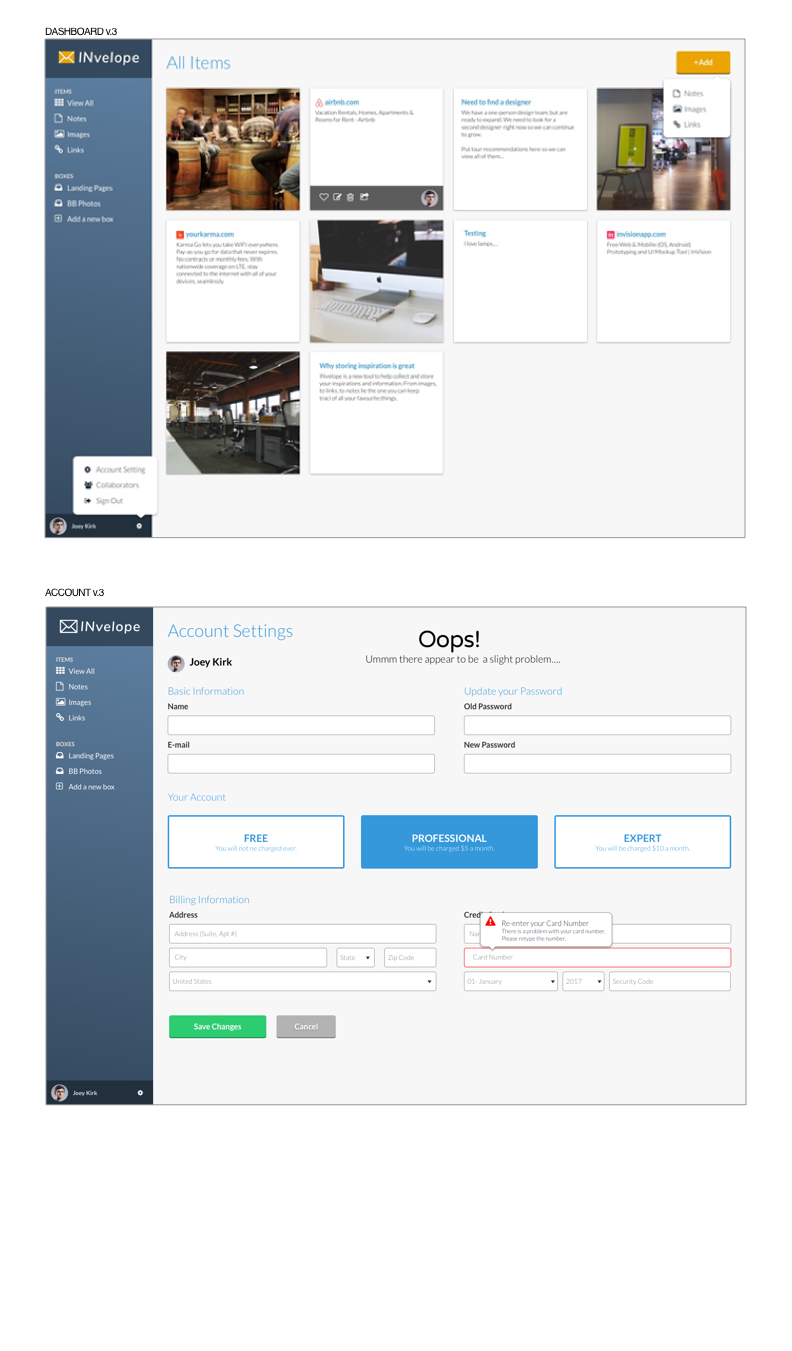 DASHBOARD v.3
INvelope
All Items
+Add
Notes
Images
Links
ITEMS
View All
Notes
Images
Links
BOXES
Landing Pages
BB Photos
Add a new box
airbnb.com
Vacation Rentals, Homes, Apartments &
Rooms for Rent - Airbnb
Need to find a designer
We have a one-person design team, but are
ready to expand. We need to look for a
second designer right now so we can continue
to grow.
Put your recommendations here so we can
view all of them...
yourkarma.com
Karma Go lets you take WiFi everywhere.
Pay-as-you go for data that never expires.
No contracts or monthly fees. With
nationwide coverage on LTE, stay
connected to the internet with all of your
devices, seamlessly.
Testing
I love lamps....
invisionapp.com
Free Web & Mobile (iOS, Android)
Prototyping and UI Mockup Tool | InVision
Why storing inspiration is great
INvelope is a new tool to help collect and store
your inspirations and information. From images,
to links, to notes the one you can keep
tracj of all your favourite things.
Account Setting
Collaborators
Sign Out
Joey Kirk
ACCOUNT v.3
INvelope
ITEMS
View All
Notes
Images
Links
BOXES
Landing Pages
BB Photos
Add a new box
Joey Kirk
Account Settings
Oops!
Ummm there appear to be a slight problem....
Joey Kirk
Basic Information
Update your Password
Name
Old Password
E-mail
New Password
Your Account
FREE
You will not ne charged ever.
PROFESSIONAL
You will be charged $5 a month.
EXPERT
You will be charged $10 a month.
Billing Information
Address
Re-enter your Card Number
There is a problem with your card number.
Please retype the number.
Address (Suite, Apt #)
City
State
Zip Code
Card Number
United States
01- January
2017
Security Code
Save Changes
Cancel